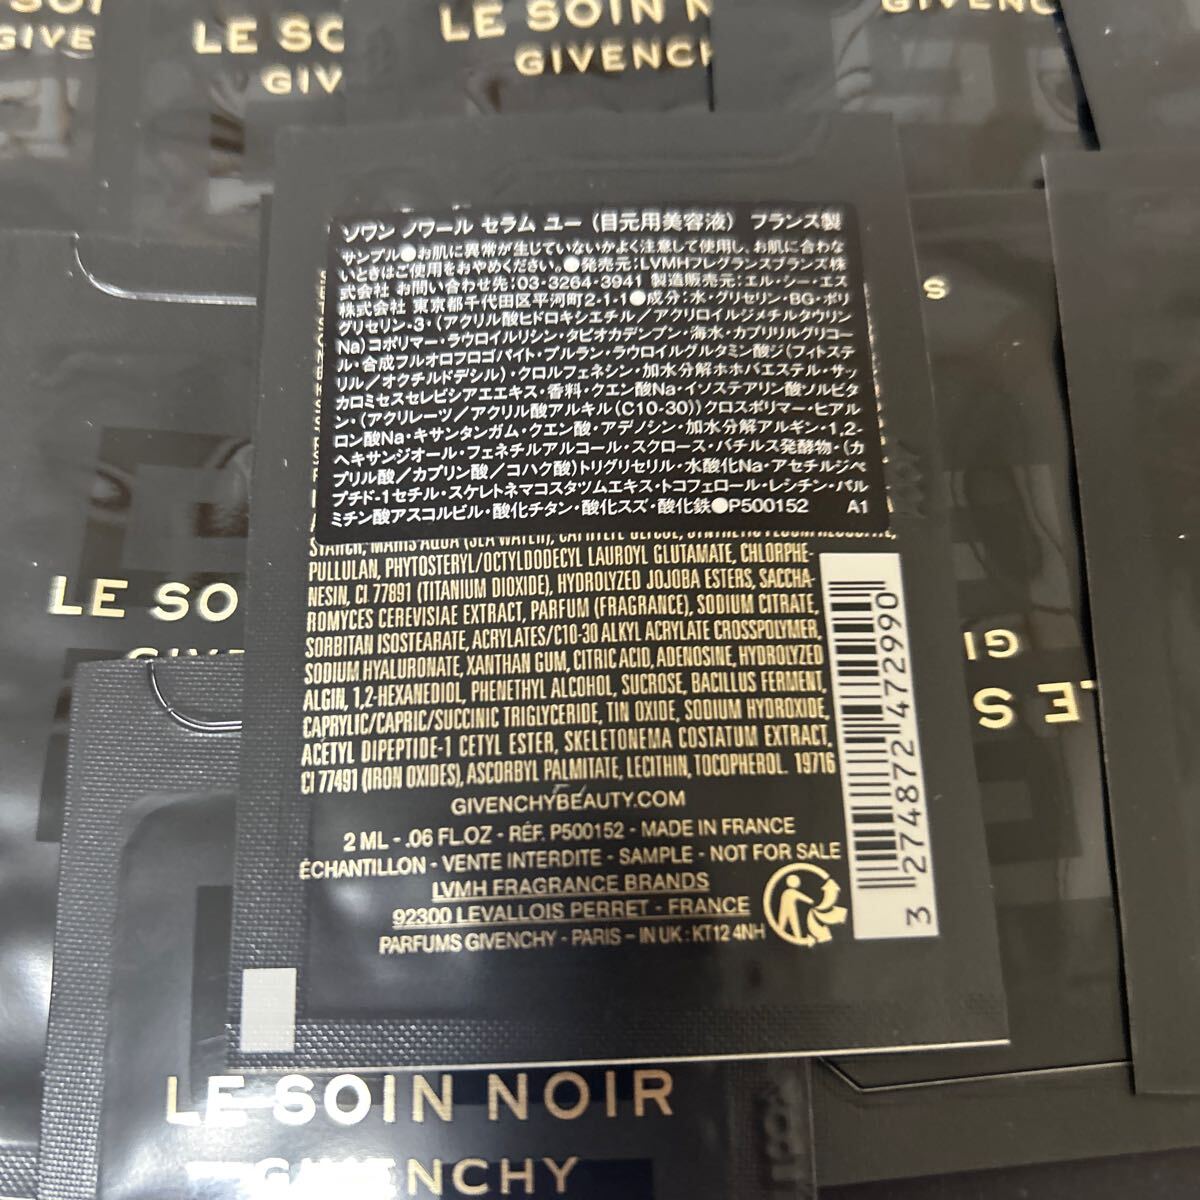 LE SO
GIVE
LE SOIN N
GIVENCH
GIVENC
GIV
ソワン ノワール セラム ユー（目元用美容液） フランス製
サンプル●お肌に異常が生じていないかよく注意して使用し、お肌に合わな
いときはご使用をおやめください。●発売元：LVMHフレグランスブランズ株
式会社 お問い合わせ先：03-3264-3941 製造販売元：エル・シー・エス
株式会社 東京都千代田区平河町2-1-1●成分：水・グリセリン・BG・ポリ
グリセリン-3・（アクリル酸ヒドロキシエチル／アクリロイルジメチルタウリン
Na）コポリマー・ラウロイルリシン・タピオカデンプン・海水・カプリリルグリコー
ル・合成フルオロフロゴパイト・プルラン・ラウロイルグルタミン酸ジ（フィトステ
リル／オクチルドデシル）・クロルフェネシン・加水分解ホホバエステル・サッ
カロミセスセレビシアエエキス・香料・クエン酸Na・イソステアリン酸ソルビタ
ン・（アクリレーツ／アクリル酸アルキル（C10-30））クロスポリマー・ヒアル
ロン酸Na・キサンタンガム・クエン酸・アデノシン・加水分解アルギン・1,2-
ヘキサンジオール・フェネチルアルコール・スクロース・バチルス発酵物・（カ
プリル酸／カプリン酸／コハク酸）トリグリセリル・水酸化Na・アセチルジペ
プチド-1セチル・スケレトネマコスタツムエキス・トコフェロール・レシチン・パル
ミチン酸アスコルビル・酸化チタン・酸化スズ・酸化鉄●P500152 A1
STARCH, MARIS AQUA (SEA WATER), CAPRYLYL GLYCOL, SYNTHETIC FLUORPHLOGOPITE,
PULLULAN, PHYTOSTERYL/OCTYLDODECYL LAUROYL GLUTAMATE, CHLORPHE-
NESIN, CI 77891 (TITANIUM DIOXIDE), HYDROLYZED JOJOBA ESTERS, SACCHA-
ROMYCES CEREVISIAE EXTRACT, PARFUM (FRAGRANCE), SODIUM CITRATE,
SORBITAN ISOSTEARATE, ACRYLATES/C10-30 ALKYL ACRYLATE CROSSPOLYMER,
SODIUM HYALURONATE, XANTHAN GUM, CITRIC ACID, ADENOSINE, HYDROLYZED
ALGIN, 1,2-HEXANEDIOL, PHENETHYL ALCOHOL, SUCROSE, BACILLUS FERMENT,
CAPRYLIC/CAPRIC/SUCCINIC TRIGLYCERIDE, TIN OXIDE, SODIUM HYDROXIDE,
ACETYL DIPEPTIDE-1 CETYL ESTER, SKELETONEMA COSTATUM EXTRACT,
CI 77491 (IRON OXIDES), ASCORBYL PALMITATE, LECITHIN, TOCOPHEROL. 19716
GIVENCHYBEAUTY.COM
2 ML - .06 FL.OZ - RÉF. P500152 - MADE IN FRANCE
ÉCHANTILLON - VENTE INTERDITE - SAMPLE - NOT FOR SALE
LVMH FRAGRANCE BRANDS
92300 LEVALLOIS PERRET - FRANCE
PARFUMS GIVENCHY - PARIS – IN UK : KT12 4NH
3 274872 472990
LE SO
GIVE
S
GI
LE S
LE SOIN NOIR
GIVENCHY